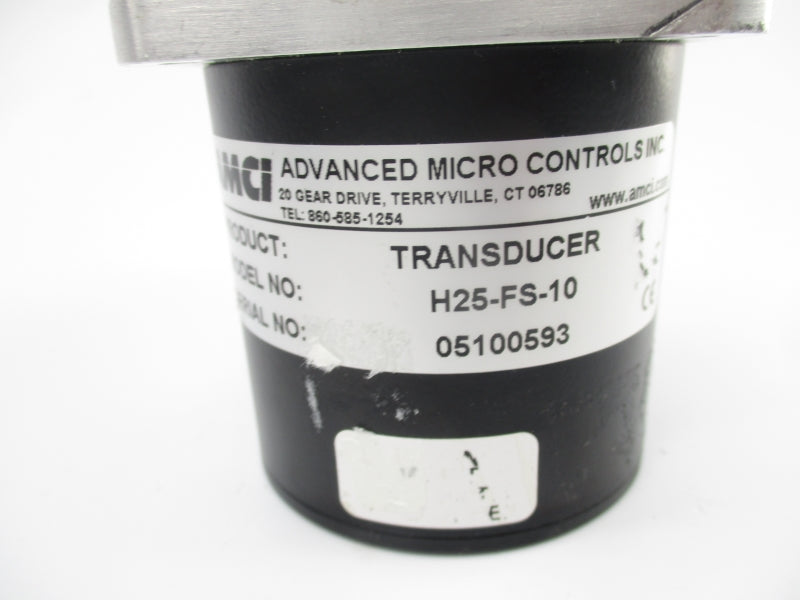 AMCI ADVANCED MICRO CONTROLS INC.
20 GEAR DRIVE, TERRYVILLE, CT 06786 www.amci.com
TEL: 860-585-1254
PRODUCT: TRANSDUCER
MODEL NO: H25-FS-10
SERIAL NO: 05100593
CE
E